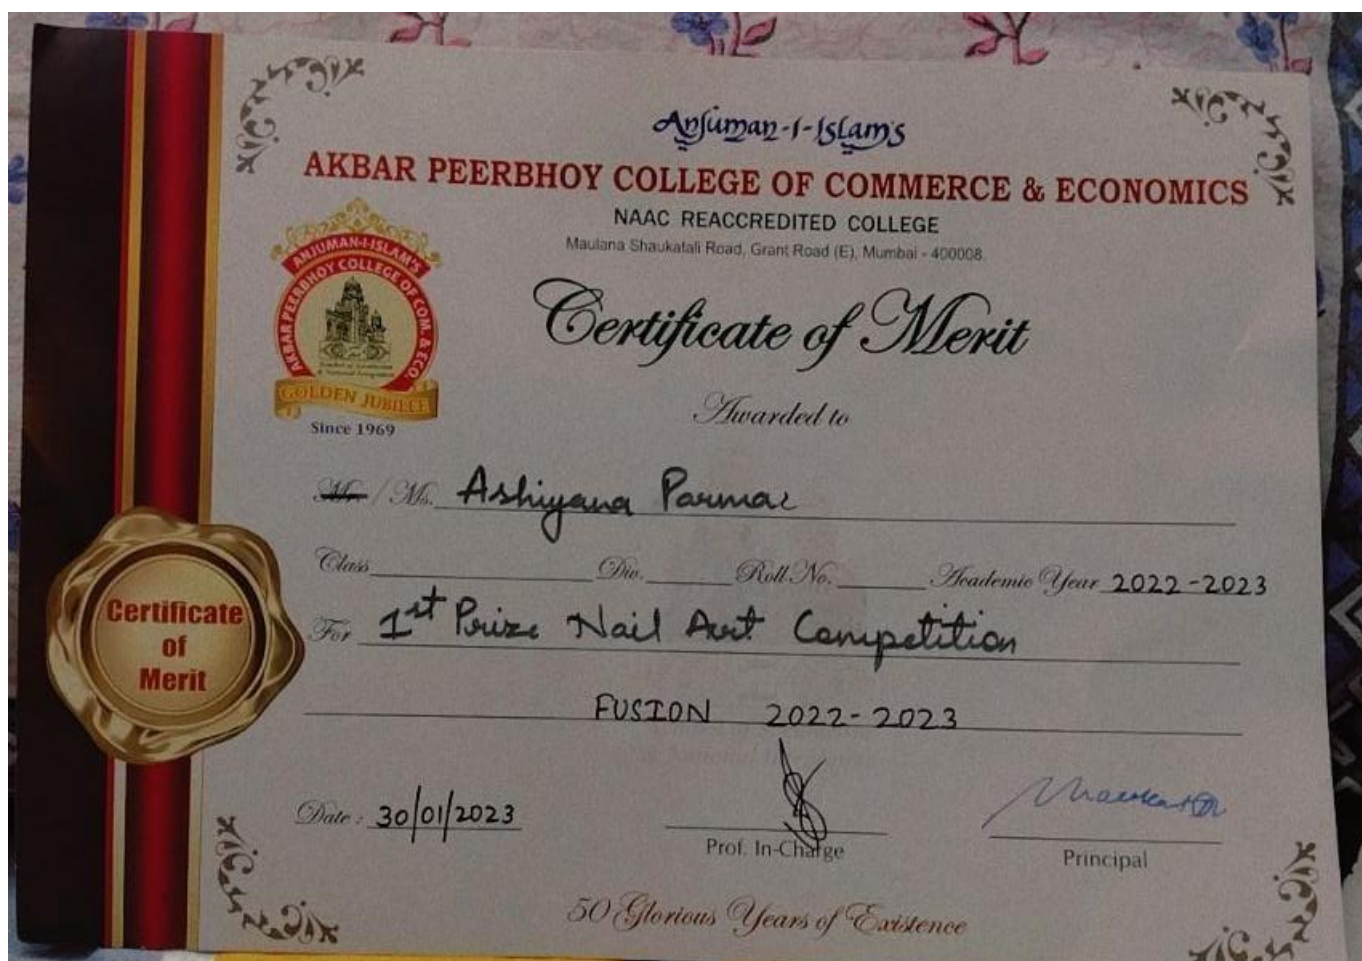 Anjuman-I-Islam's
AKBAR PEERBHOY COLLEGE OF COMMERCE & ECONOMICS
NAAC REACCREDITED COLLEGE
Maulana Shaukatali Road, Grant Road (E), Mumbai - 400008.
ANJUMAN-I-ISLAM'S
AKBAR PEERBHOY COLLEGE OF COM. & ECO.
GOLDEN JUBILEE
Since 1969
Certificate of Merit
Awarded to
Mr. / Ms. Ashiyana Parmar
Class Div. Roll No. Academic Year 2022-2023
For 1st Prize Nail Art Competition
FUSION 2022-2023
Certificate
of
Merit
Date : 30/01/2023
Prof. In-Charge
Principal
50 Glorious Years of Existence